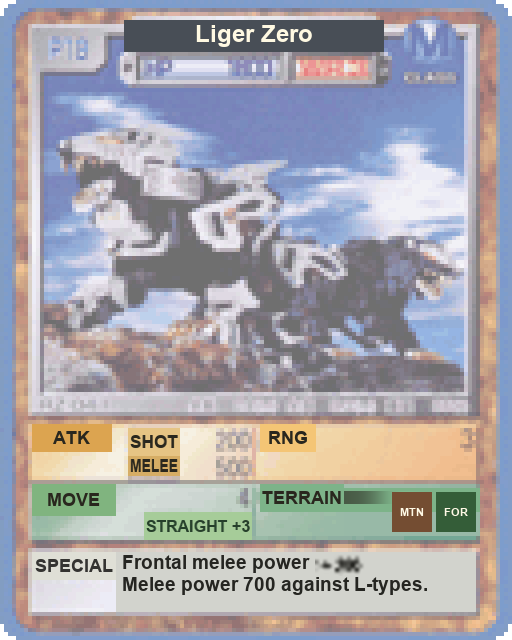 Liger Zero
P18
HP
M
CLASS
ATK
SHOT 200
RNG 3
MELEE 500
MOVE 4
TERRAIN
MTN FOR
STRAIGHT +3
SPECIAL
Frontal melee power
Melee power 700 against L-types.